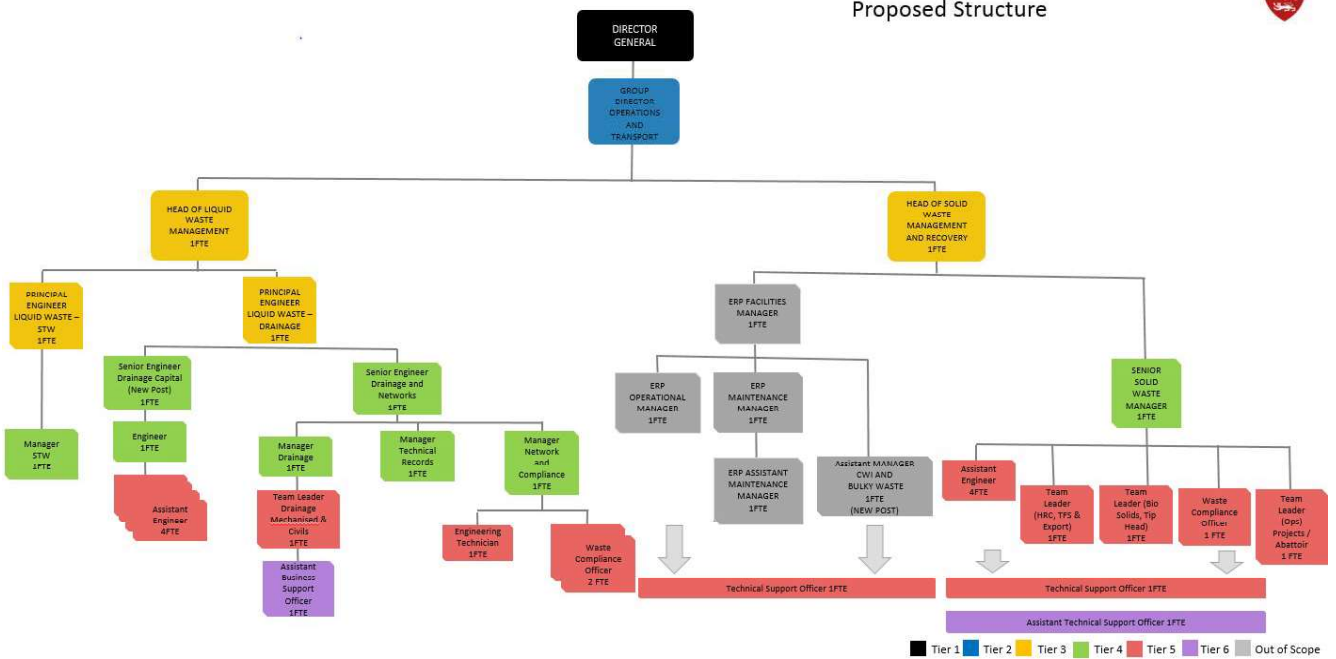 Proposed Structure
DIRECTOR
GENERAL
GROUP
DIRECTOR
OPERATIONS
AND
TRANSPORT
HEAD OF LIQUID
WASTE
MANAGEMENT
1FTE
HEAD OF SOLID
WASTE
MANAGEMENT
AND RECOVERY
1FTE
PRINCIPAL
ENGINEER
LIQUID WASTE –
STW
1FTE
PRINCIPAL
ENGINEER
LIQUID WASTE –
DRAINAGE
1FTE
ERP FACILITIES
MANAGER
1FTE
Senior Engineer
Drainage Capital
(New Post)
1FTE
Senior Engineer
Drainage and
Networks
1FTE
ERP
OPERATIONAL
MANAGER
1FTE
ERP
MAINTENANCE
MANAGER
1FTE
SENIOR
SOLID
WASTE
MANAGER
1FTE
Manager
STW
1FTE
Engineer
1FTE
Manager
Drainage
1FTE
Manager
Technical
Records
1FTE
Manager
Network
and
Compliance
1FTE
ERP ASSISTANT
MAINTENANCE
MANAGER
1FTE
Assistant MANAGER
CWI AND
BULKY WASTE
1FTE
(NEW POST)
Assistant
Engineer
4FTE
Team
Leader
(HRC, TFS &
Export)
1FTE
Team
Leader (Bio
Solids, Tip
Head)
1FTE
Waste
Compliance
Officer
1 FTE
Team
Leader
(Ops)
Projects /
Abattoir
1 FTE
Assistant
Engineer
4FTE
Team Leader
Drainage
Mechanised &
Civils
1FTE
Engineering
Technician
1FTE
Waste
Compliance
Officer
2 FTE
Assistant
Business
Support
Officer
1FTE
Technical Support Officer 1FTE
Technical Support Officer 1FTE
Assistant Technical Support Officer 1FTE
Tier 1 Tier 2 Tier 3 Tier 4 Tier 5 Tier 6 Out of Scope